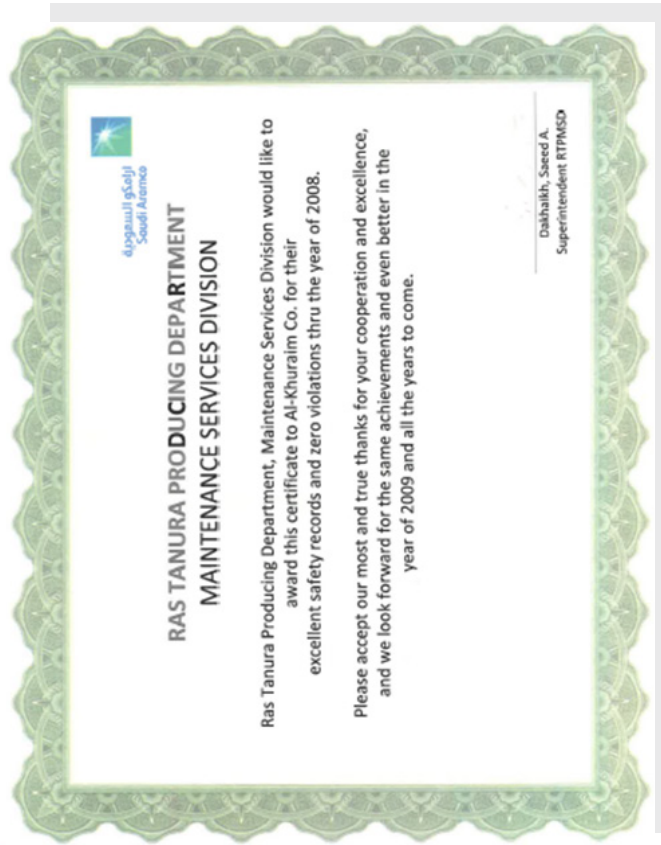 ارامكو السعودية
Saudi Aramco
RAS TANURA PRODUCING DEPARTMENT
MAINTENANCE SERVICES DIVISION
Ras Tanura Producing Department, Maintenance Services Division would like to
award this certificate to Al-Khuraim Co. for their
excellent safety records and zero violations thru the year of 2008.
Please accept our most and true thanks for your cooperation and excellence,
and we look forward for the same achievements and even better in the
year of 2009 and all the years to come.
Dakhaikh, Saeed A.
Superintendent RTPMSD